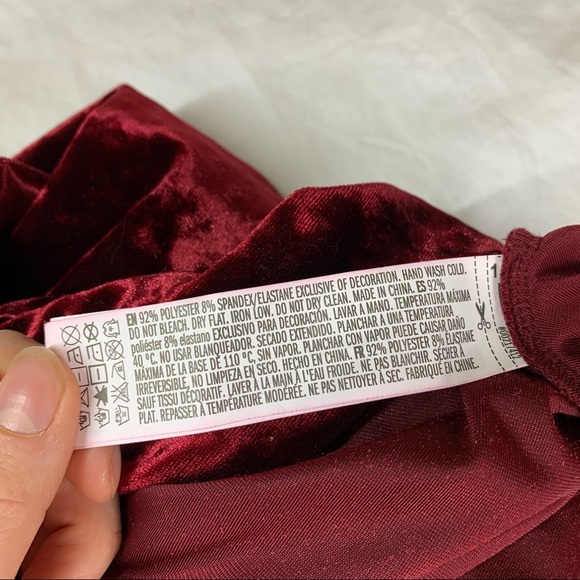 EN 92% POLYESTER 8% SPANDEX/ELASTANE EXCLUSIVE OF DECORATION. HAND WASH COLD.
DO NOT BLEACH. DRY FLAT. IRON LOW. DO NOT DRY CLEAN. MADE IN CHINA. ES 92%
poliéster 8% elastano EXCLUSIVO PARA DECORACIÓN. LAVAR A MANO. TEMPERATURA MÁXIMA
40 °C. NO USAR BLANQUEADOR. SECADO EXTENDIDO. PLANCHAR A UNA TEMPERATURA
MÁXIMA DE LA BASE DE 110 °C, SIN VAPOR. PLANCHAR CON VAPOR PUEDE CAUSAR DAÑO
IRREVERSIBLE, NO LIMPIEZA EN SECO. HECHO EN CHINA. FR 92% POLYESTER 8% ÉLASTANE
SAUF TISSU DÉCORATIF. LAVER À LA MAIN À L'EAU FROIDE. NE PAS BLANCHIR. SÉCHER À
PLAT. REPASSER À TEMPÉRATURE MODÉRÉE. NE PAS NETTOYER À SEC. FABRIQUÉ EN CHINE.